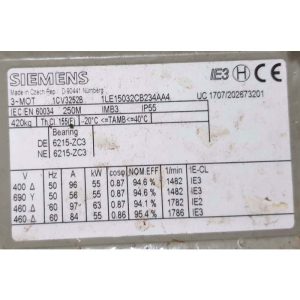 SIEMENS
IE3
Made in Czech Rep. D-90441 Nürnberg
3-MOT 1CV3252B 1LE15032CB234AA4 UC 1707/202673201
IEC/EN 60034 250M IMB3 IP55
420kg Th.Cl. 155(F) -20°C <=TAMB<=40°C
Bearing
DE 6215-ZC3
NE 6215-ZC3
V Hz A kW cosφ NOM.EFF 1/min IE-CL
400 Δ 50 96 55 0.87 94.6 % 1482 IE3
690 Y 50 56 55 0.87 94.6 % 1482 IE3
460 Δ 60 97 63 0.87 94.1 % 1782 IE2
460 Δ 60 84 55 0.86 95.4 % 1786 IE3